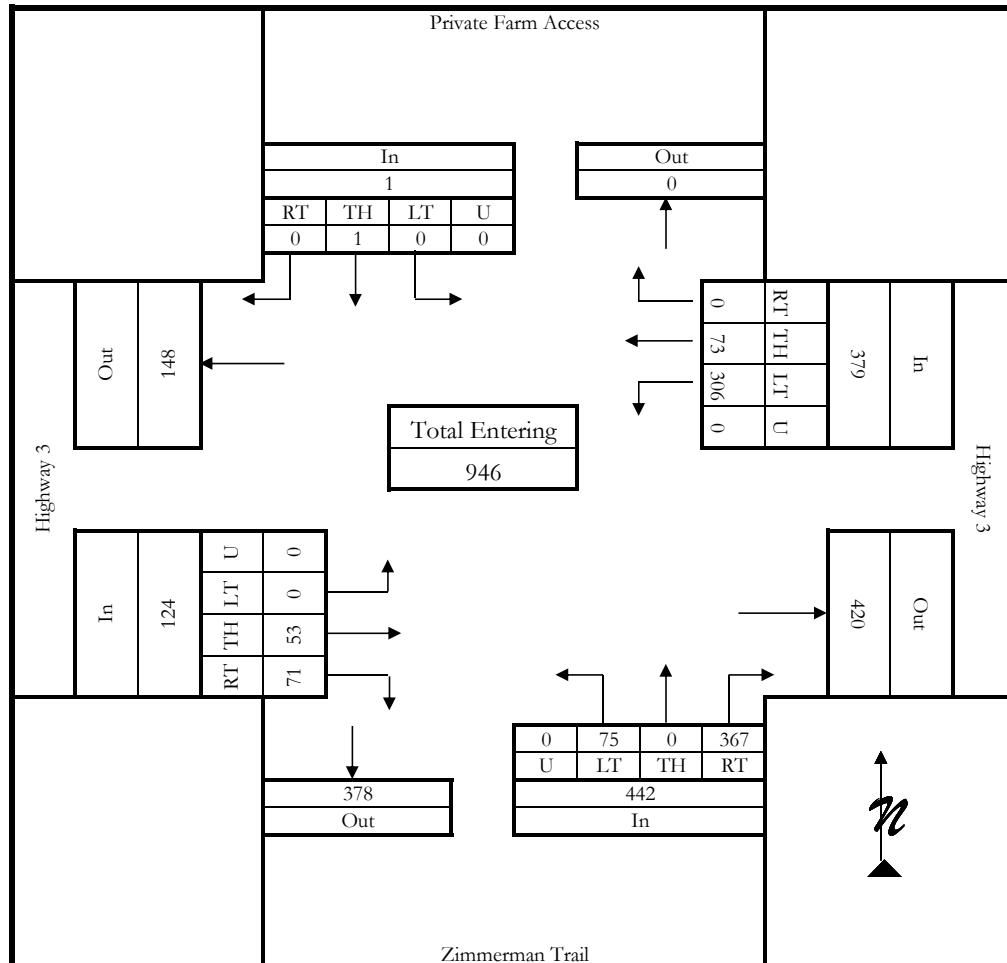 Private Farm Access
In
1
RT TH LT U
0 1 0 0
Out
0
Out
148
Highway 3
0 RT
73 TH
306 LT
0 U
379
In
Highway 3
Total Entering
946
In
124
U 0
LT 0
TH 53
RT 71
420
Out
0 75 0 367
U LT TH RT
442
In
378
Out
n
Zimmerman Trail